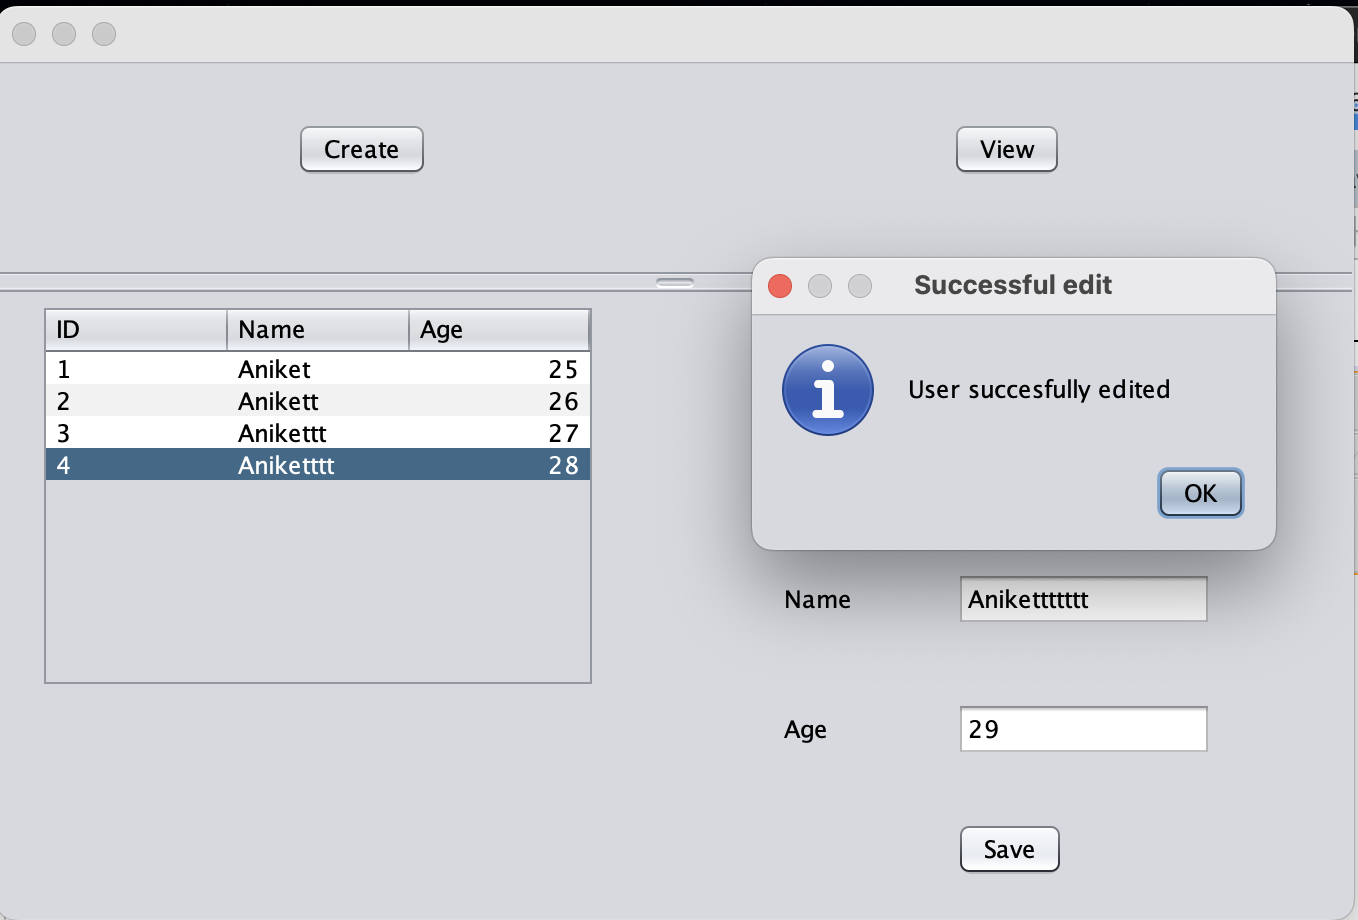 Create
View
Successful edit
User succesfully edited
OK
ID Name Age
1 Aniket 25
2 Anikett 26
3 Anikettt 27
4 Aniketttt 28
Name Aniketttttt
Age 29
Save